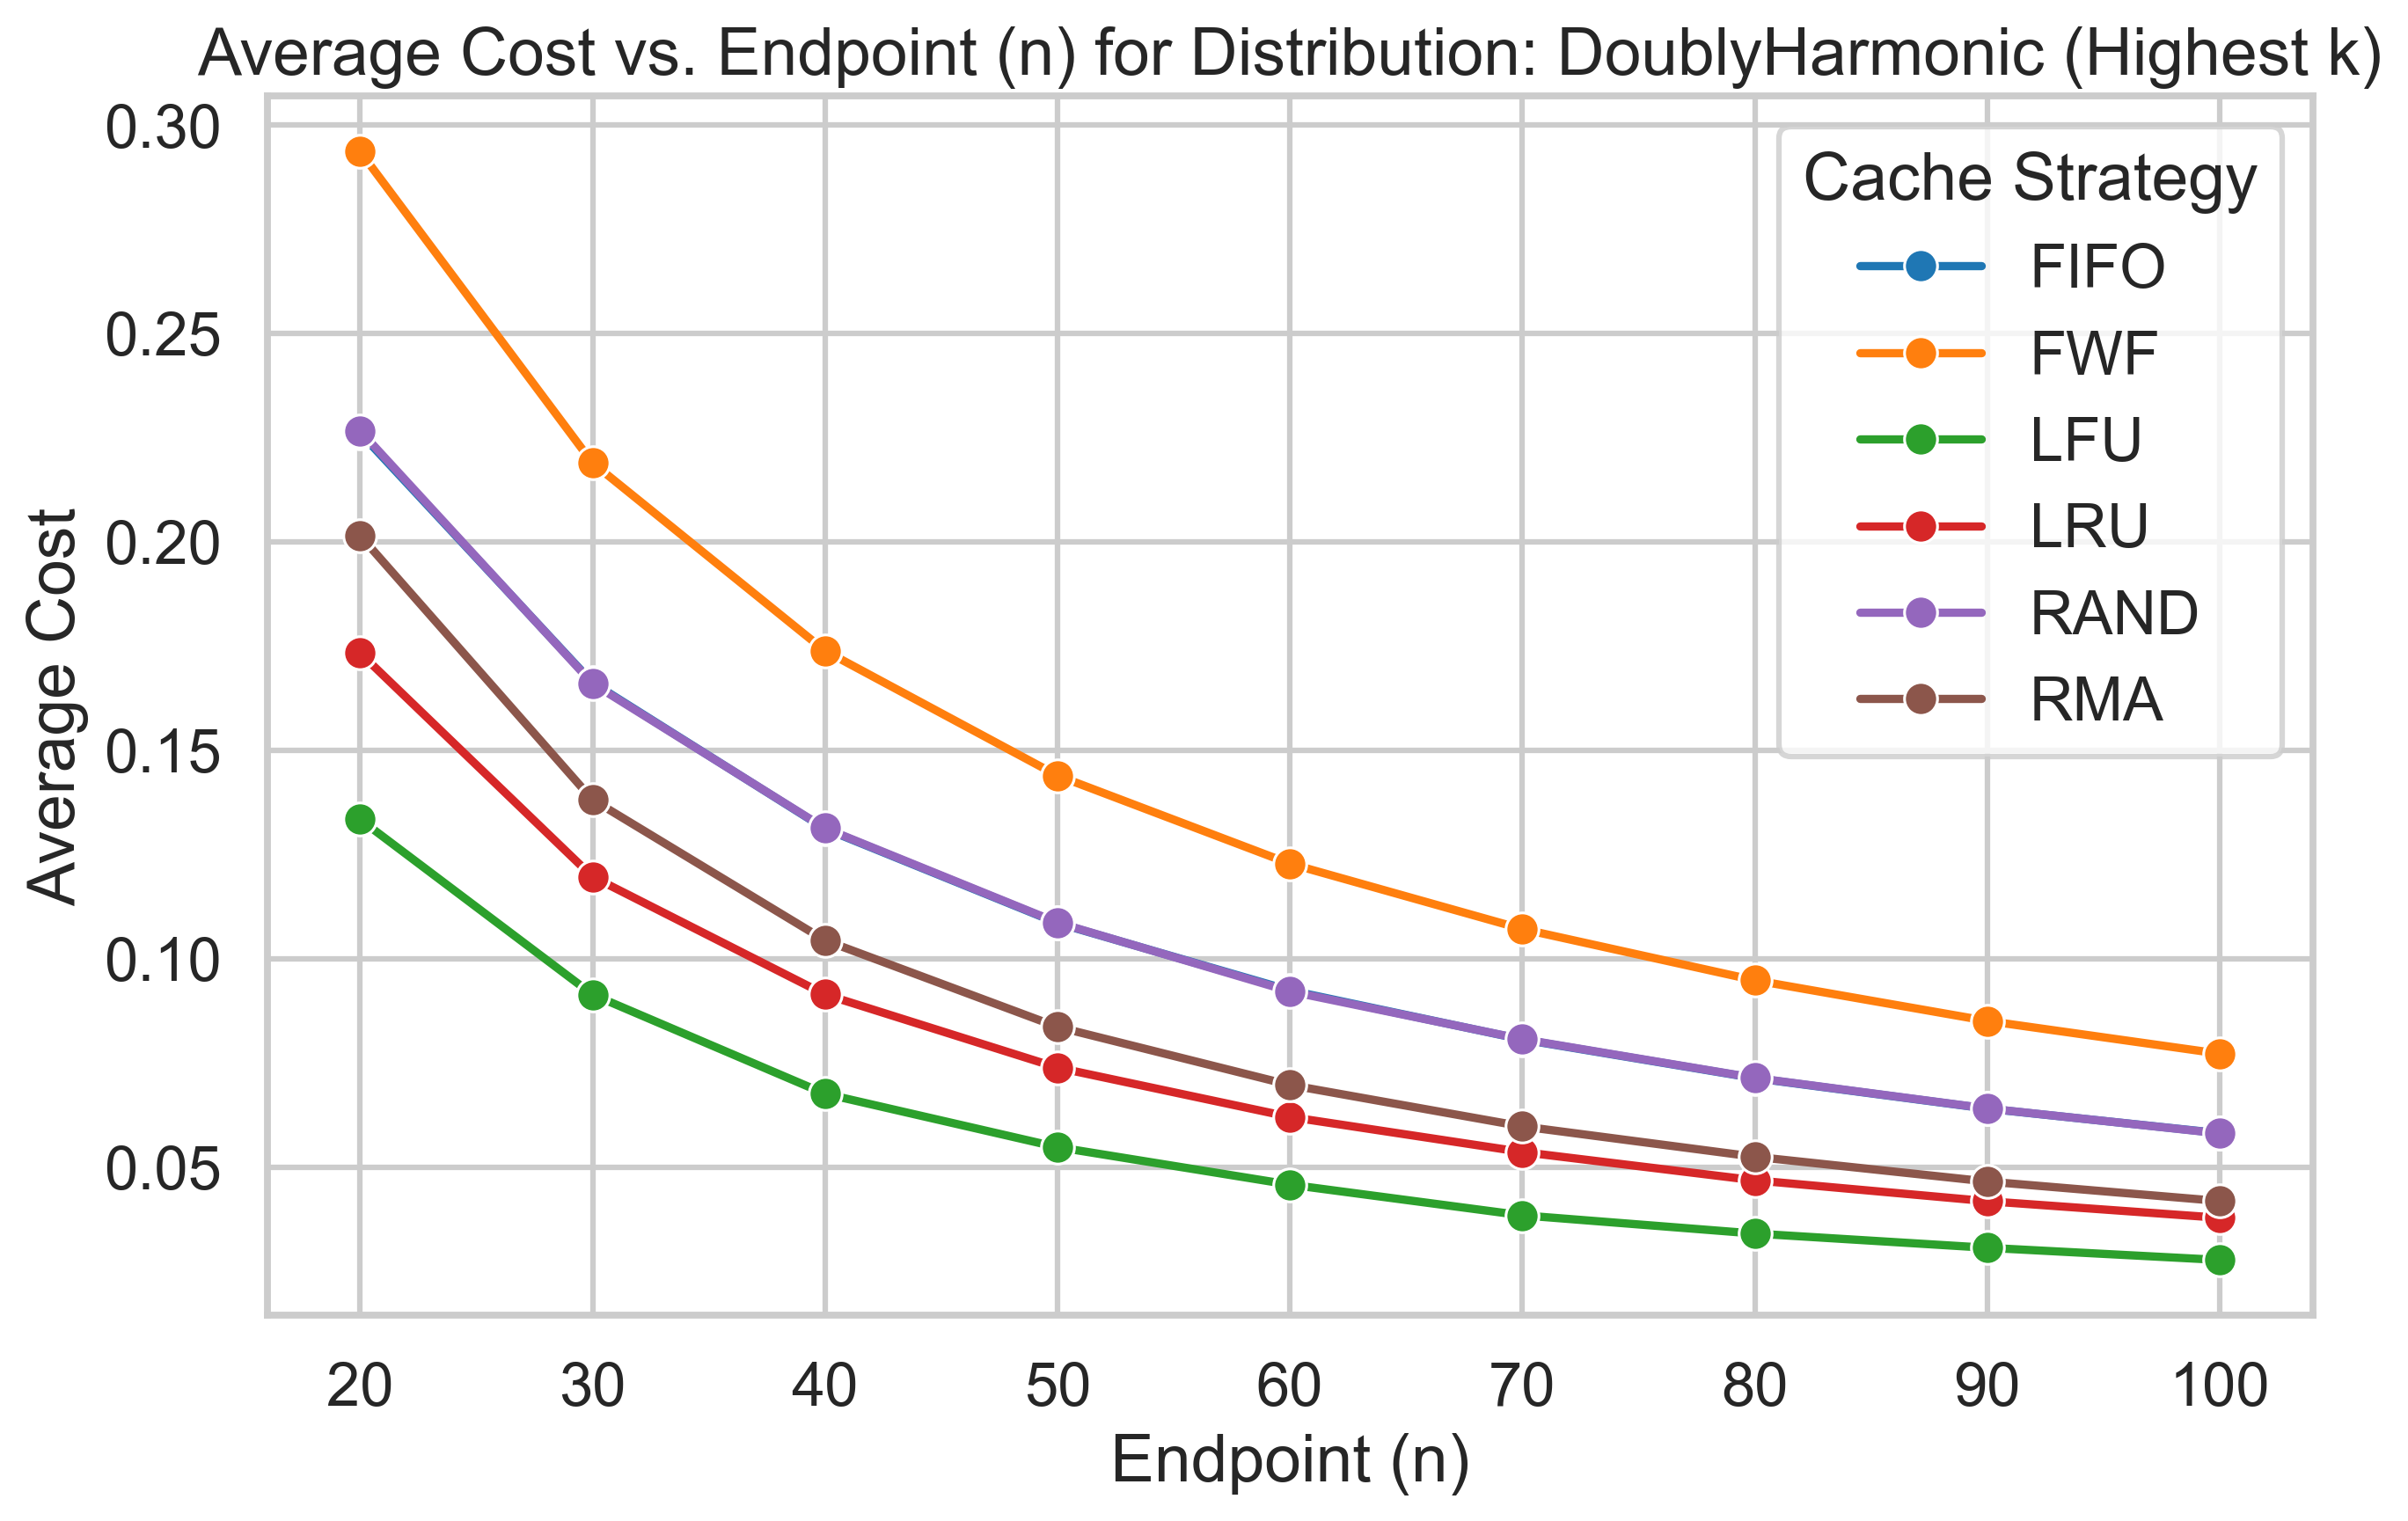 Average Cost vs. Endpoint (n) for Distribution: DoublyHarmonic (Highest k)
0.30
0.25
0.20
0.15
0.10
0.05
Average Cost
Cache Strategy
FIFO
FWF
LFU
LRU
RAND
RMA
20 30 40 50 60 70 80 90 100
Endpoint (n)